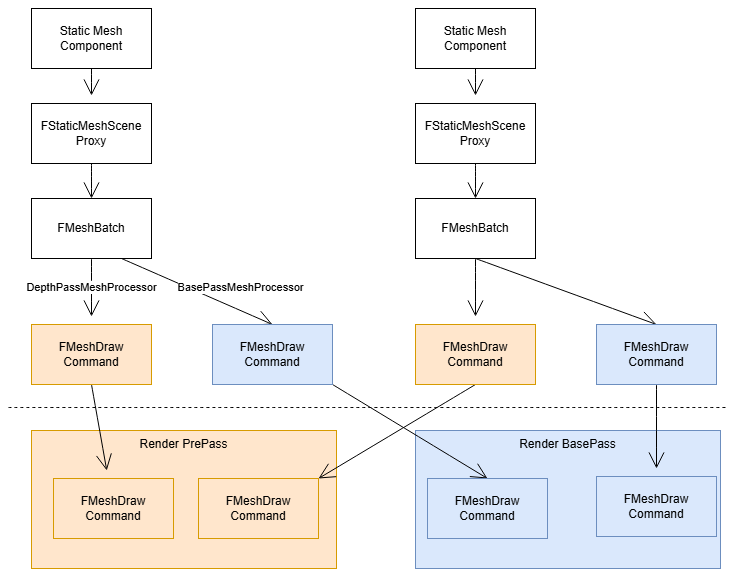 Static Mesh
Component
Static Mesh
Component
FStaticMeshScene
Proxy
FStaticMeshScene
Proxy
FMeshBatch
FMeshBatch
DepthPassMeshProcessor
BasePassMeshProcessor
FMeshDraw
Command
FMeshDraw
Command
FMeshDraw
Command
FMeshDraw
Command
Render PrePass
Render BasePass
FMeshDraw
Command
FMeshDraw
Command
FMeshDraw
Command
FMeshDraw
Command